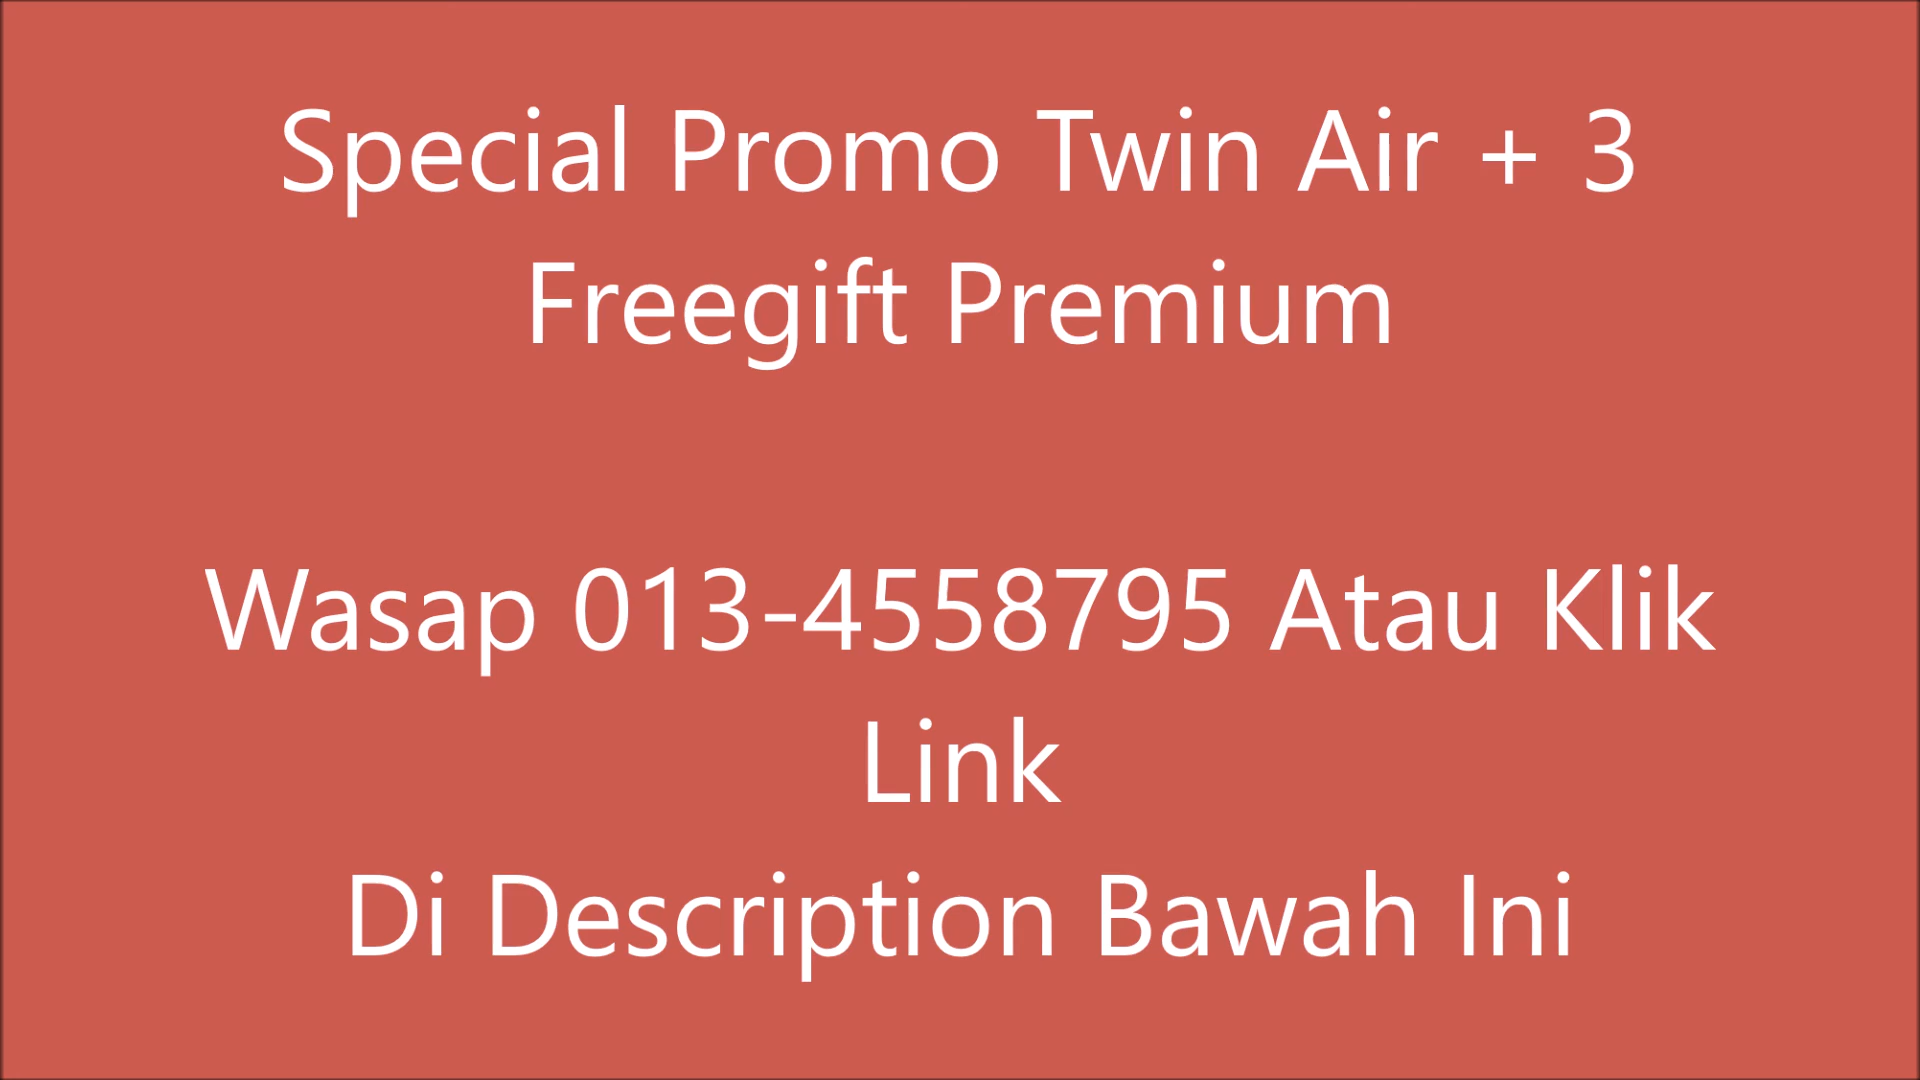 Special Promo Twin Air + 3
Freegift Premium
Wasap 013-4558795 Atau Klik
Link
Di Description Bawah Ini